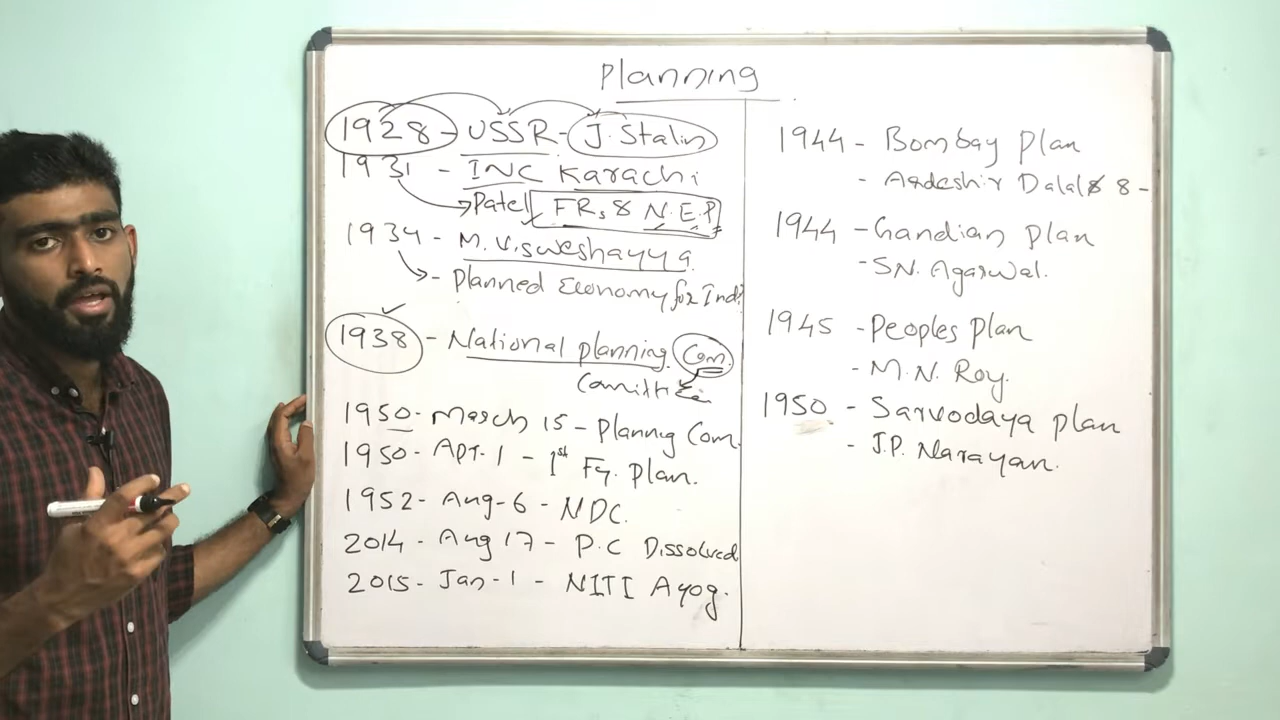 Planning
1928 - USSR - J. Stalin
1931 - INC Karachi
Patel FRs & N.E.P
1934 - M. Visweshayya
- Planned Economy for Ind
1938 - National planning Com
1950 - March 15 - Planning Com
1950 - Apr. 1 - 1st Fy. Plan.
1952 - Aug - 6 - NDC.
2014 - Aug 17 - P.C Dissolved
2015 - Jan - 1 - NITI Ayog.
1944 - Bombay plan
- Ardeshir Dalal & 8 -
1944 - Gandian plan
- S.N. Agarwal.
1945 - Peoples Plan
- M.N. Roy.
1950 - Sarvodaya plan
- J.P. Narayan.